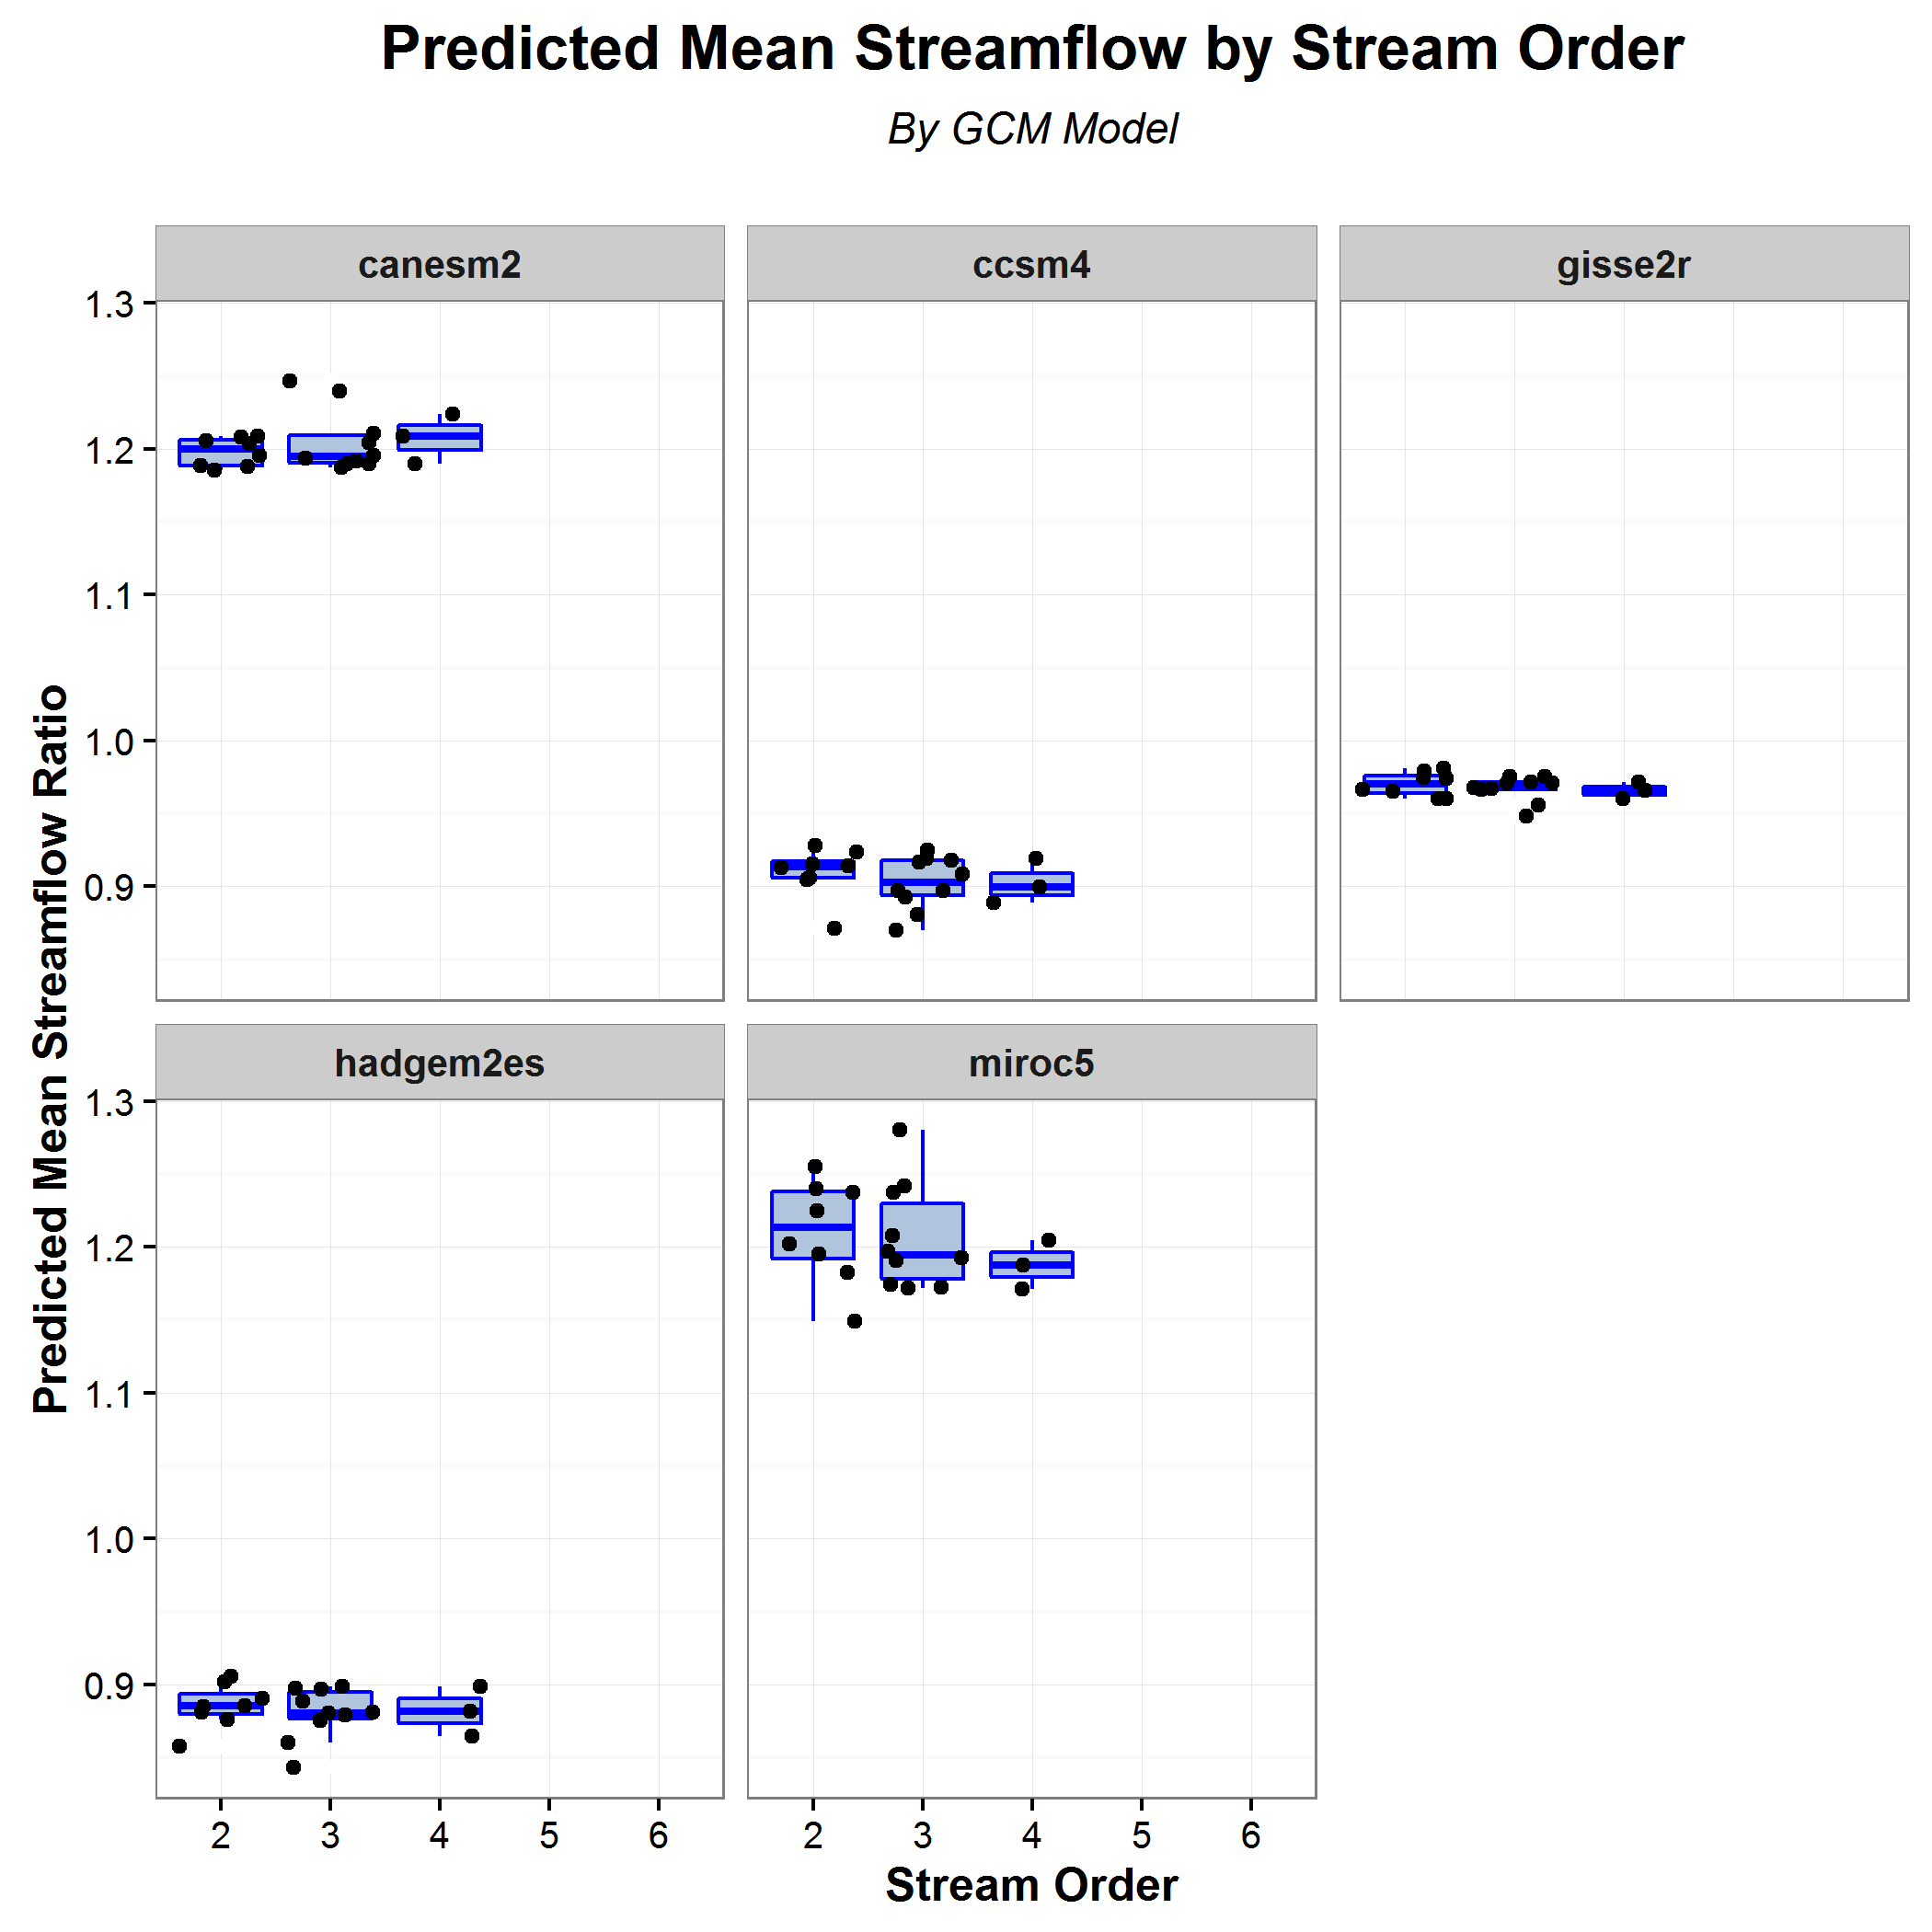 Predicted Mean Streamflow by Stream Order
By GCM Model
canesm2
ccsm4
gisse2r
1.3
1.2
1.1
1.0
0.9
Predicted Mean Streamflow Ratio
hadgem2es
miroc5
1.3
1.2
1.1
1.0
0.9
2 3 4 5 6
2 3 4 5 6
Stream Order